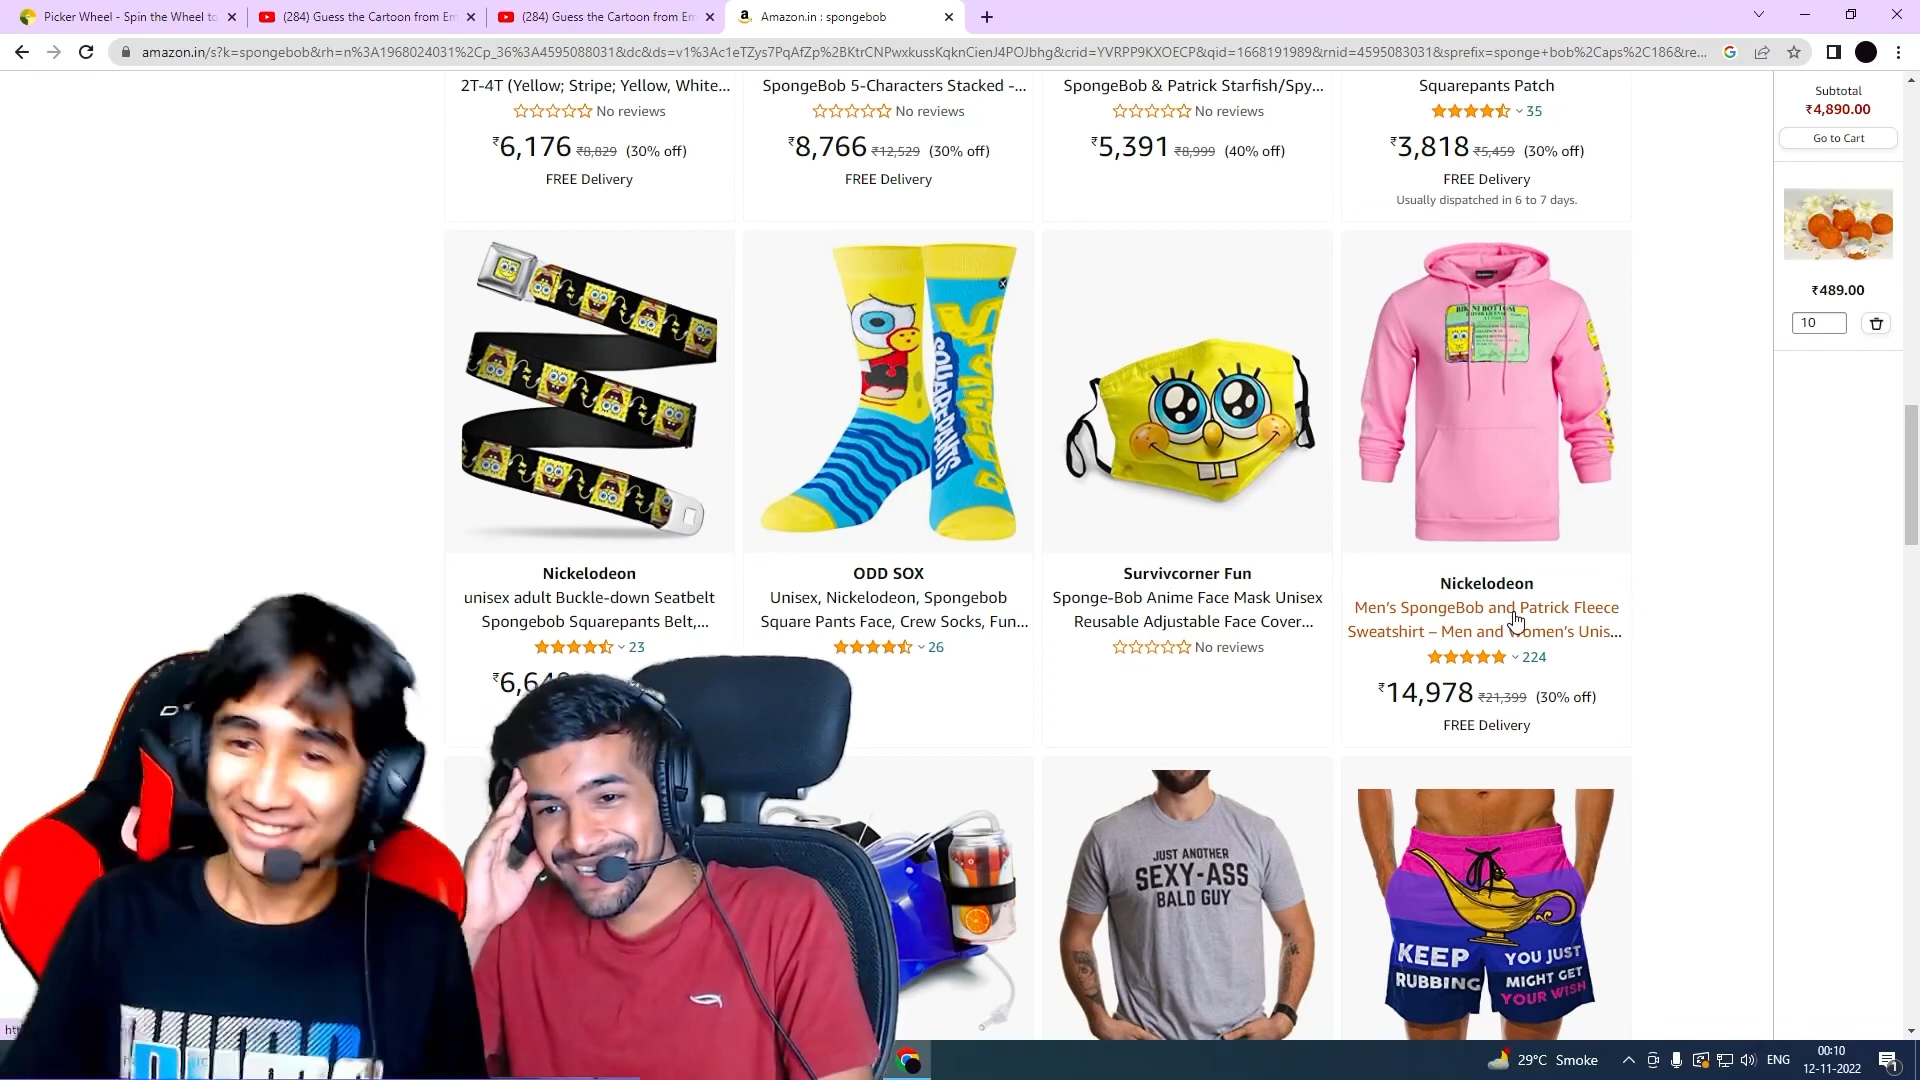 Picker Wheel - Spin the Wheel to
(284) Guess the Cartoon from Em
(284) Guess the Cartoon from Em
Amazon.in : spongebob
amazon.in/s?k=spongebob&rh=n%3A1968024031%2Cp_36%3A4595088031&dc&ds=v1%3Ac1eTZys7PqAfZp%2BKtrCNPwxkussKqknCienJ4POJbhg&crid=YVRPP9KXOECP&qid=1668191989&rnid=4595083031&sprefix=sponge+bob%2Caps%2C186&re...
2T-4T (Yellow; Stripe; Yellow, White...
No reviews
₹6,176 ₹8,829 (30% off)
FREE Delivery
SpongeBob 5-Characters Stacked -...
No reviews
₹8,766 ₹12,529 (30% off)
FREE Delivery
SpongeBob & Patrick Starfish/Spy...
No reviews
₹5,391 ₹8,999 (40% off)
Squarepants Patch
35
₹3,818 ₹5,459 (30% off)
FREE Delivery
Usually dispatched in 6 to 7 days.
Subtotal
₹4,890.00
Go to Cart
₹489.00
10
SQUAREPANTS
BIKINI BOTTOM
Nickelodeon
unisex adult Buckle-down Seatbelt
Spongebob Squarepants Belt,...
23
ODD SOX
Unisex, Nickelodeon, Spongebob
Square Pants Face, Crew Socks, Fun...
26
Survivcorner Fun
Sponge-Bob Anime Face Mask Unisex
Reusable Adjustable Face Cover...
No reviews
Nickelodeon
Men's SpongeBob and Patrick Fleece
Sweatshirt – Men and Women's Unis...
224
₹14,978 ₹21,399 (30% off)
FREE Delivery
JUST ANOTHER
SEXY-ASS
BALD GUY
KEEP
RUBBING
YOU JUST
MIGHT GET
YOUR WISH
29°C Smoke
ENG
00:10
12-11-2022
1